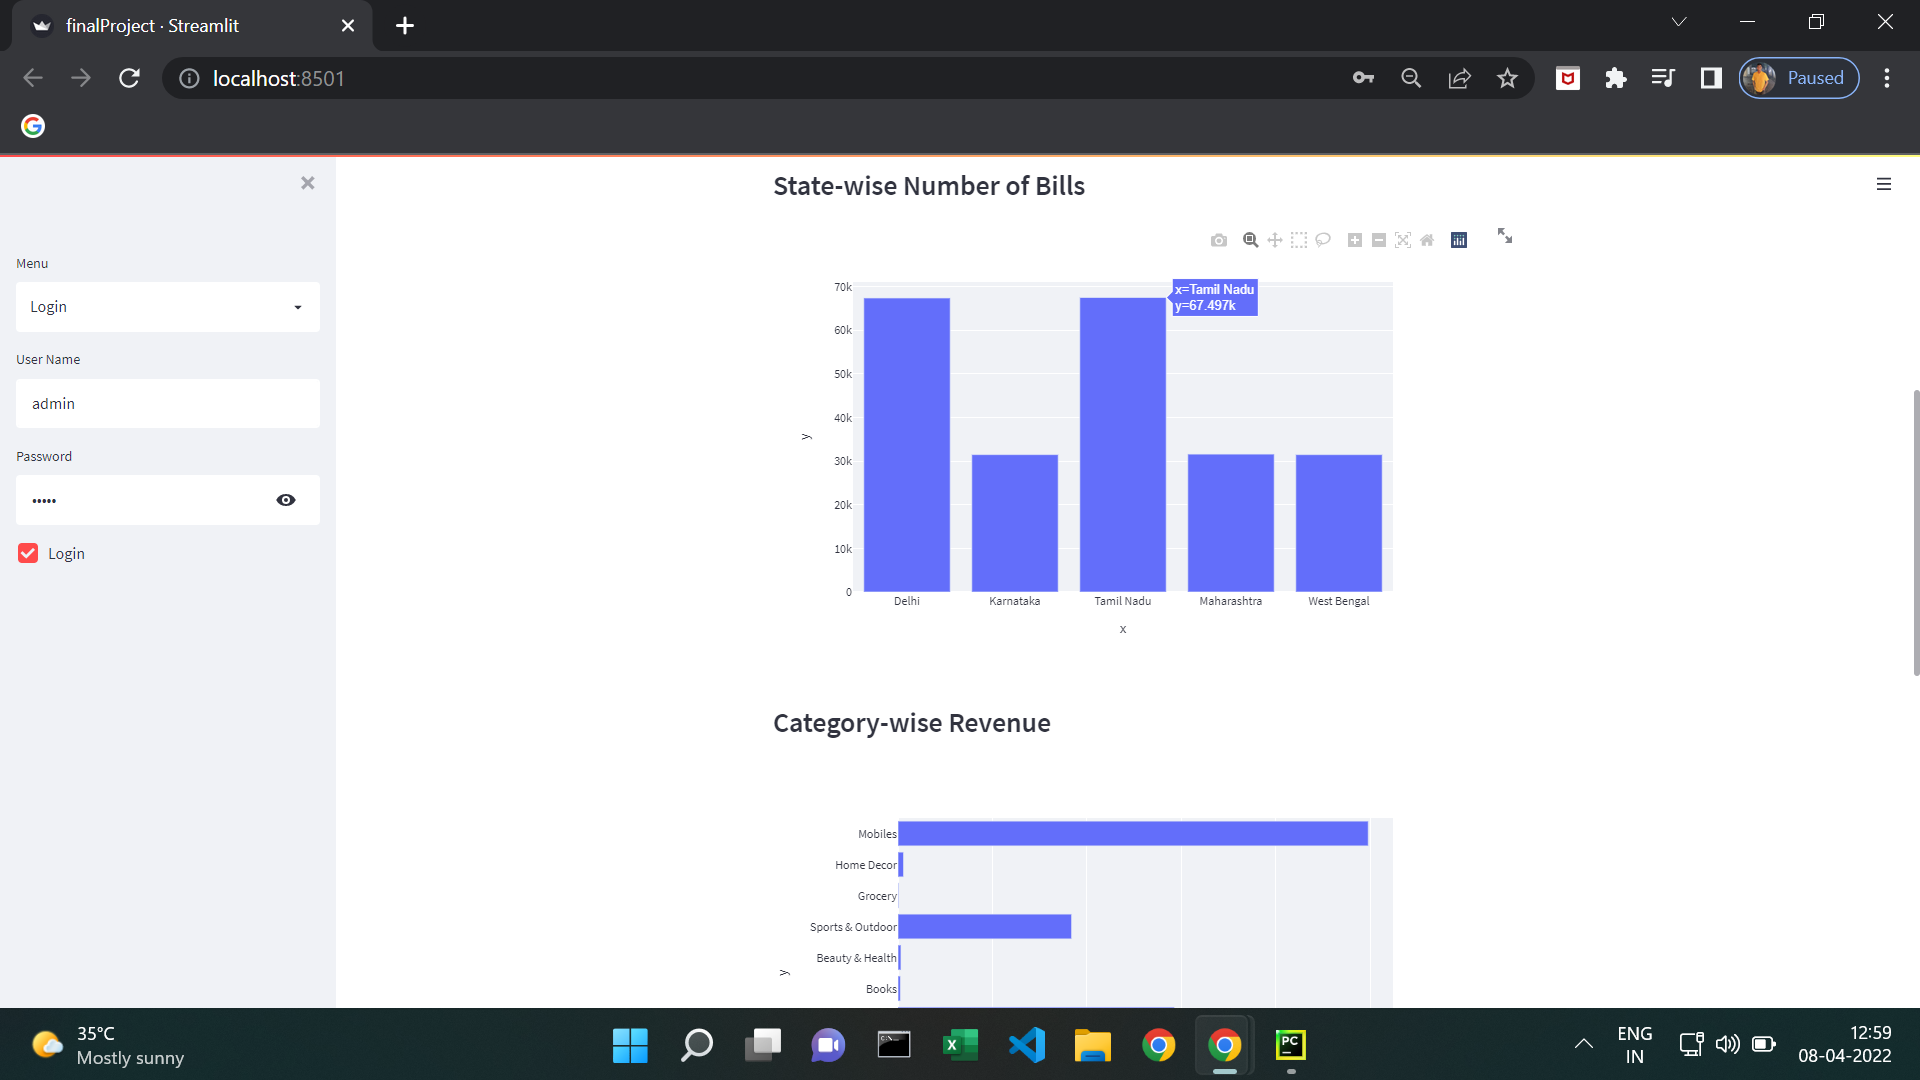 finalProject · Streamlit
localhost:8501
Paused
State-wise Number of Bills
Menu
Login
User Name
admin
Password
•••••
Login
x=Tamil Nadu
y=67.497k
70k
60k
50k
40k
30k
20k
10k
0
y
Delhi Karnataka Tamil Nadu Maharashtra West Bengal
x
Category-wise Revenue
Mobiles
Home Decor
Grocery
Sports & Outdoor
Beauty & Health
Books
y
35°C
Mostly sunny
PC
ENG
IN
12:59
08-04-2022